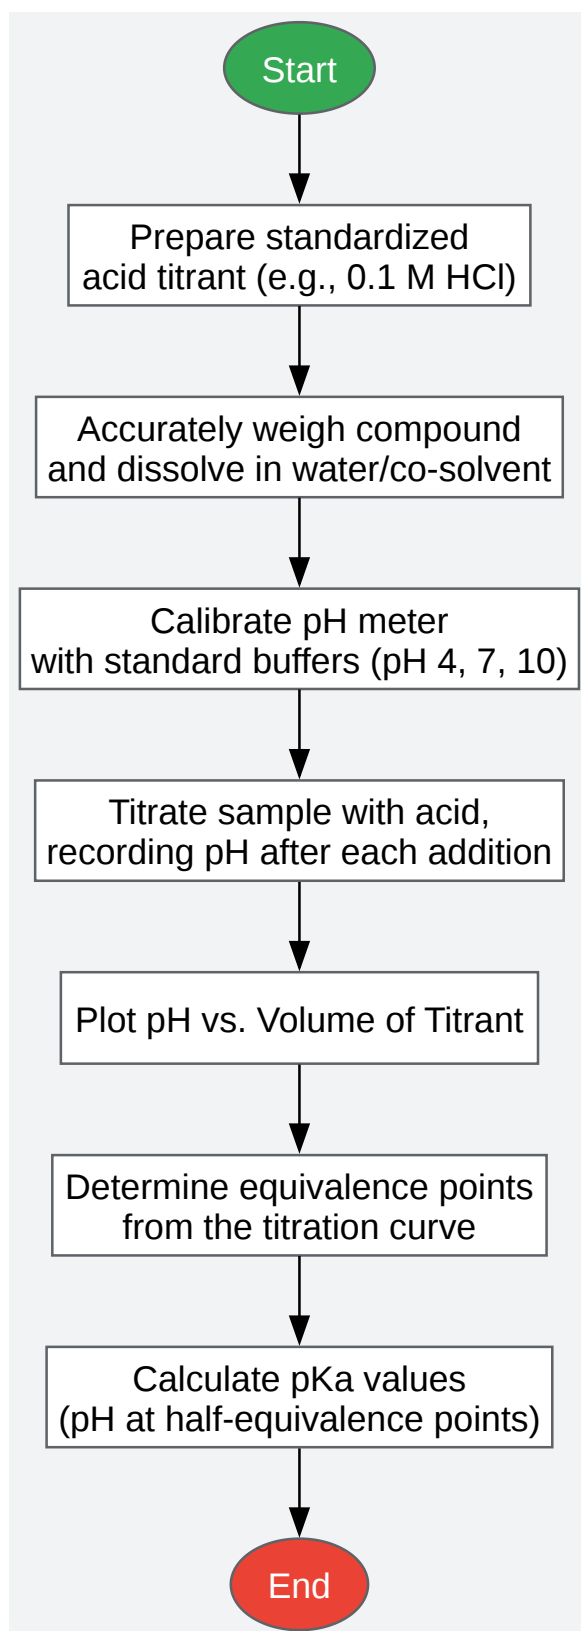 Start
Prepare standardized
acid titrant (e.g., 0.1 M HCl)
Accurately weigh compound
and dissolve in water/co-solvent
Calibrate pH meter
with standard buffers (pH 4, 7, 10)
Titrate sample with acid,
recording pH after each addition
Plot pH vs. Volume of Titrant
Determine equivalence points
from the titration curve
Calculate pKa values
(pH at half-equivalence points)
End